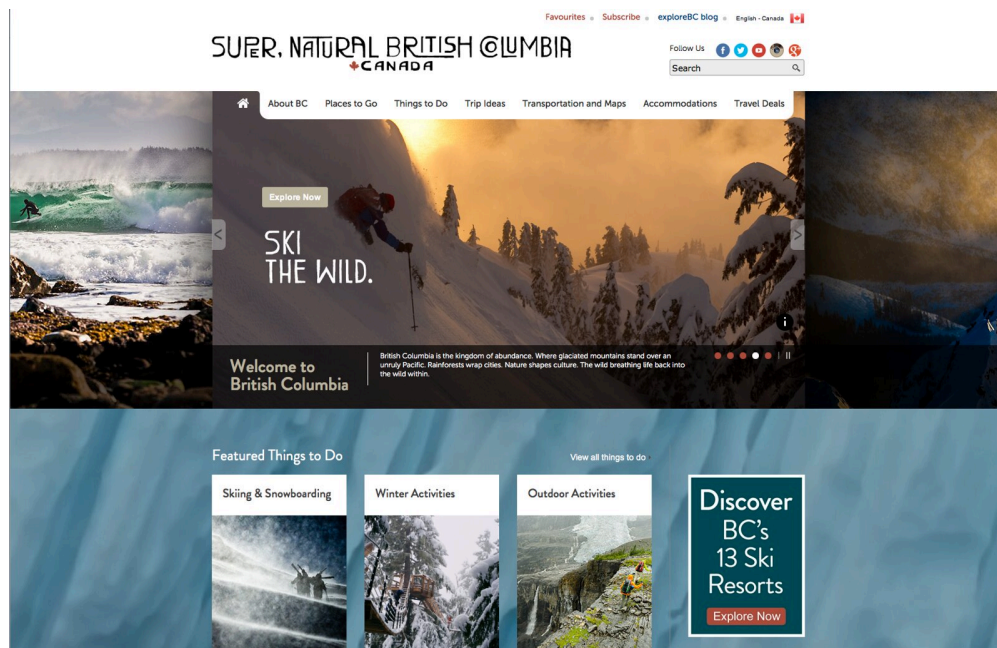 Favourites Subscribe exploreBC blog English - Canada
SUPER, NATURAL BRITISH COLUMBIA
CANADA
Follow Us
Search
About BC Places to Go Things to Do Trip Ideas Transportation and Maps Accommodations Travel Deals
Explore Now
SKI
THE WILD.
< >
i
Welcome to
British Columbia
British Columbia is the kingdom of abundance. Where glaciated mountains stand over an
unruly Pacific. Rainforests wrap cities. Nature shapes culture. The wild breathing life back into
the wild within.
Featured Things to Do
View all things to do
Skiing & Snowboarding
Winter Activities
Outdoor Activities
Discover
BC's
13 Ski
Resorts
Explore Now